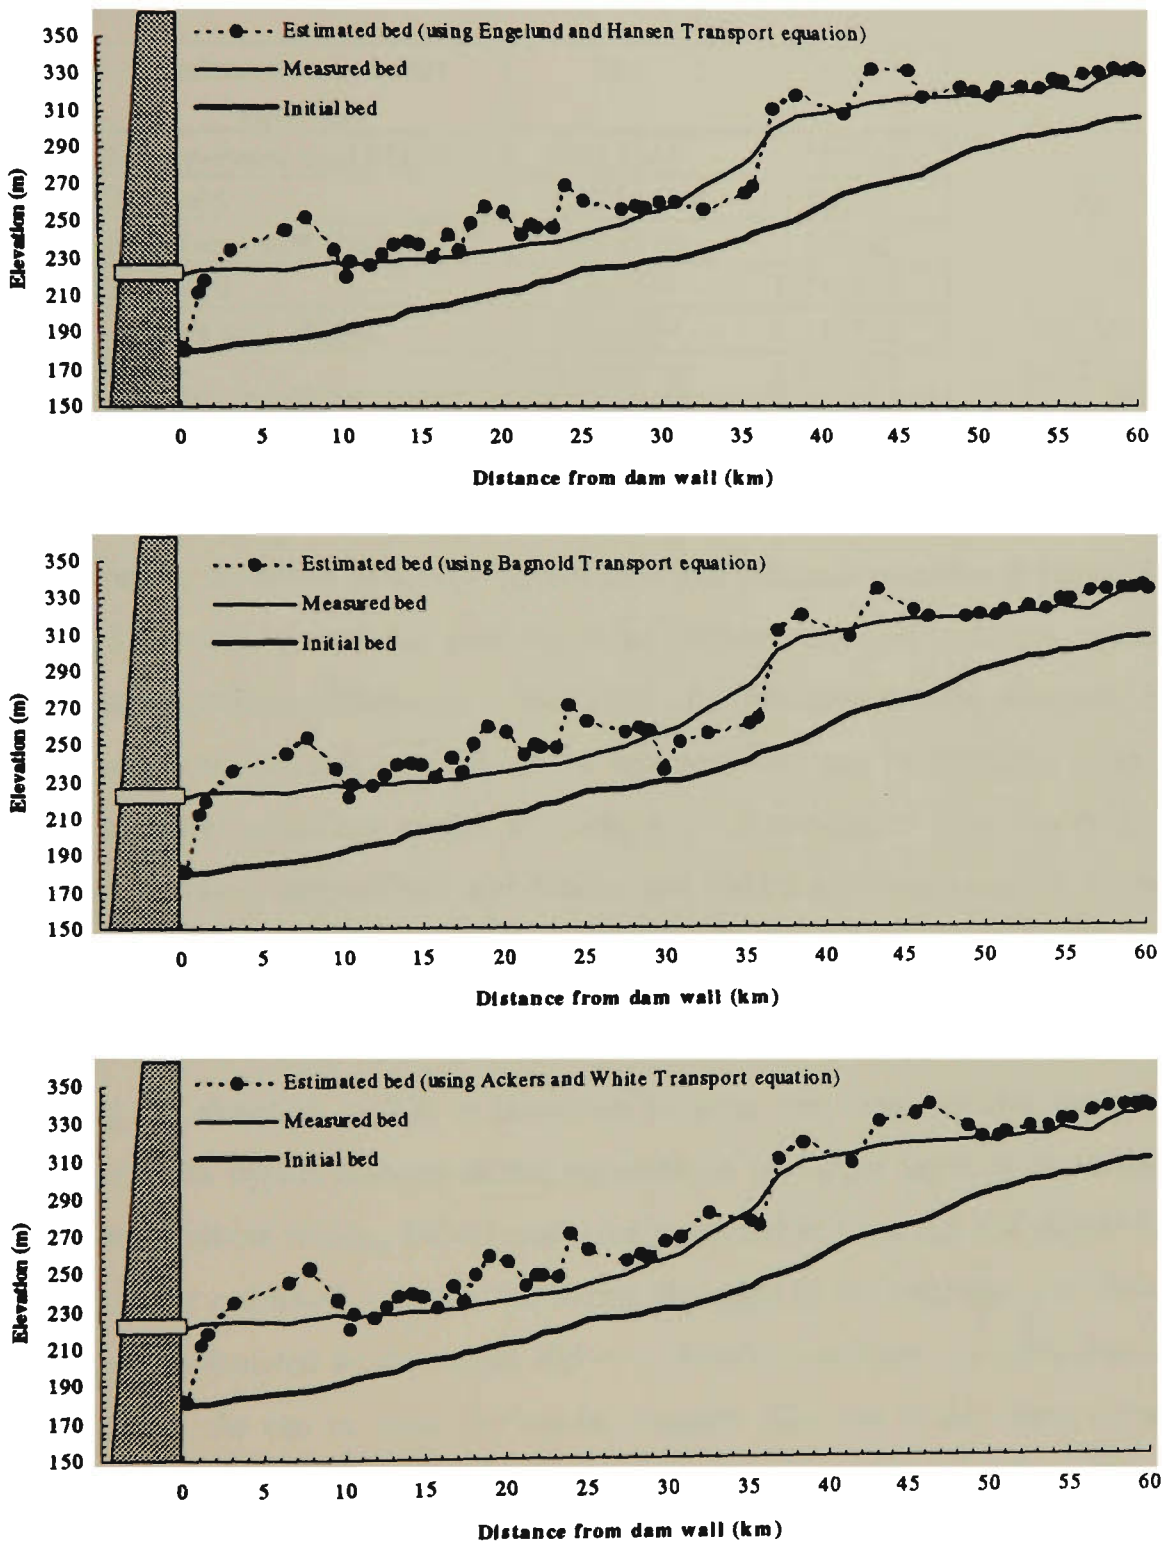 Estimated bed (using Engelund and Hansen Transport equation)
Measured bed
Initial bed
Elevation (m)
350
330
310
290
270
250
230
210
190
170
150
0 5 10 15 20 25 30 35 40 45 50 55 60
Distance from dam wall (km)
Estimated bed (using Bagnold Transport equation)
Measured bed
Initial bed
Elevation (m)
350
330
310
290
270
250
230
210
190
170
150
0 5 10 15 20 25 30 35 40 45 50 55 60
Distance from dam wall (km)
Estimated bed (using Ackers and White Transport equation)
Measured bed
Initial bed
Elevation (m)
350
330
310
290
270
250
230
210
190
170
150
0 5 10 15 20 25 30 35 40 45 50 55 60
Distance from dam wall (km)